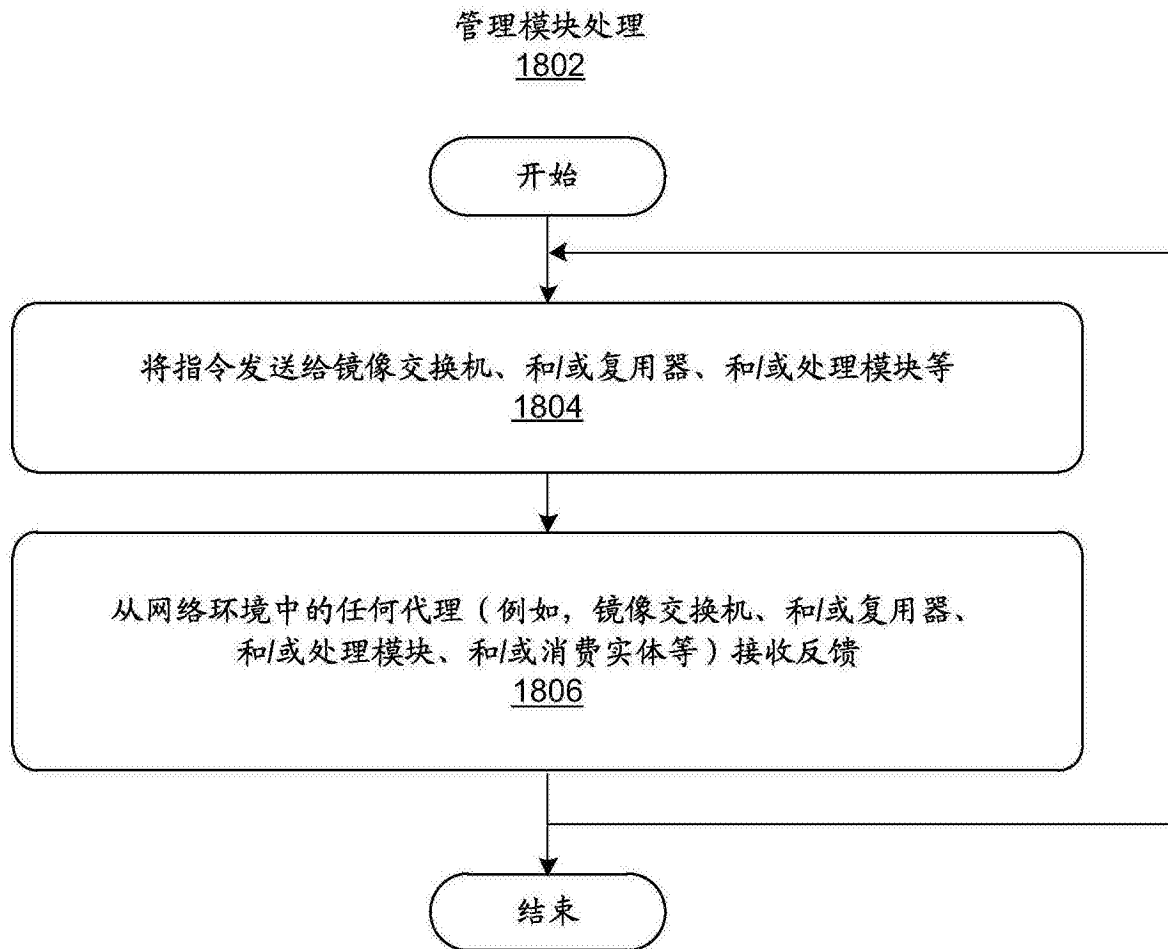 管理模块处理
1802
开始
将指令发送给镜像交换机、和/或复用器、和/或处理模块等
1804
从网络环境中的任何代理（例如，镜像交换机、和/或复用器、
和/或处理模块、和/或消费实体等）接收反馈
1806
结束